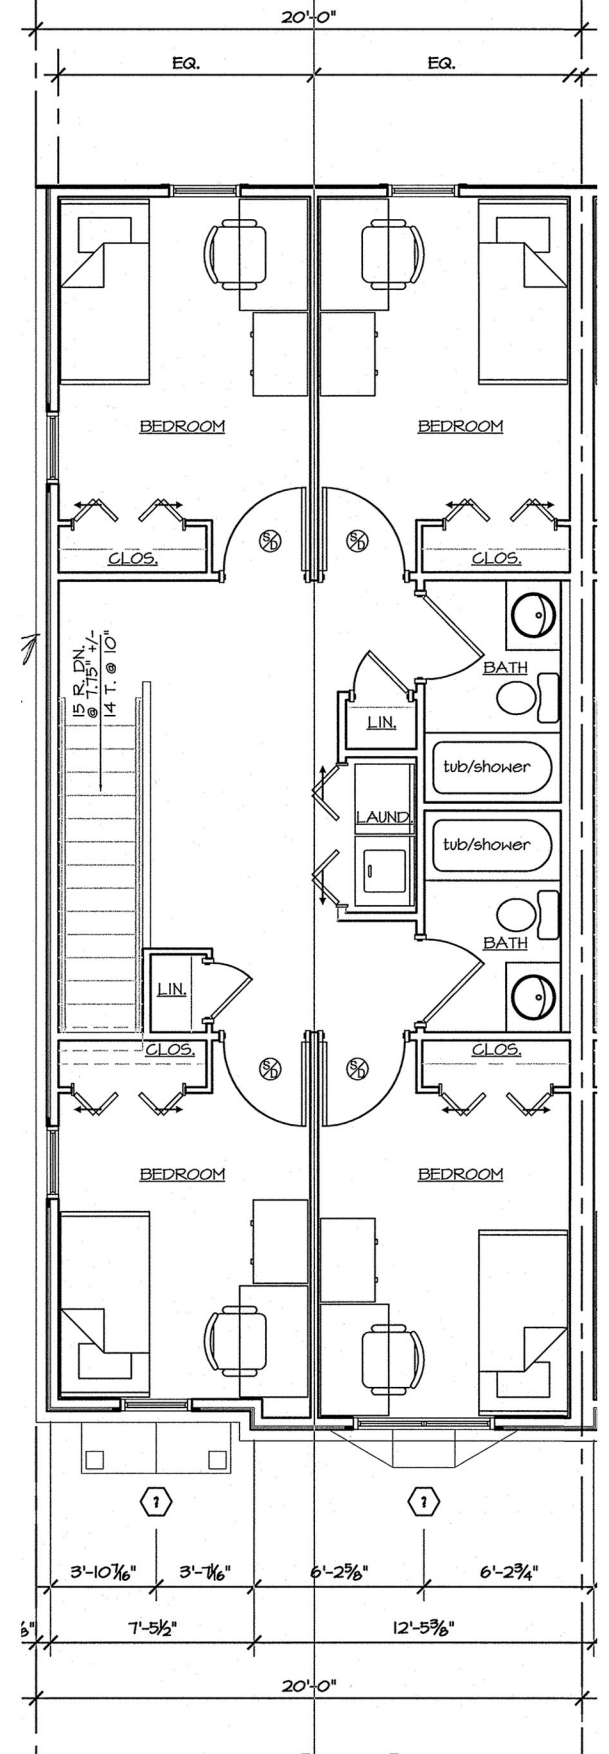 20'-0"
EQ. EQ.
BEDROOM BEDROOM
S/D S/D
CLOS. CLOS.
15 R. DN.
@ 7.75" +/-
14 T. @ 10"
BATH
LIN.
tub/shower
LAUND.
tub/shower
BATH
LIN.
CLOS. CLOS.
S/D S/D
BEDROOM BEDROOM
? ?
3'-10 7/16" 3'-7 1/16" 6'-2 5/8" 6'-2 3/4"
7'-5 1/2" 12'-5 3/8"
20'-0"